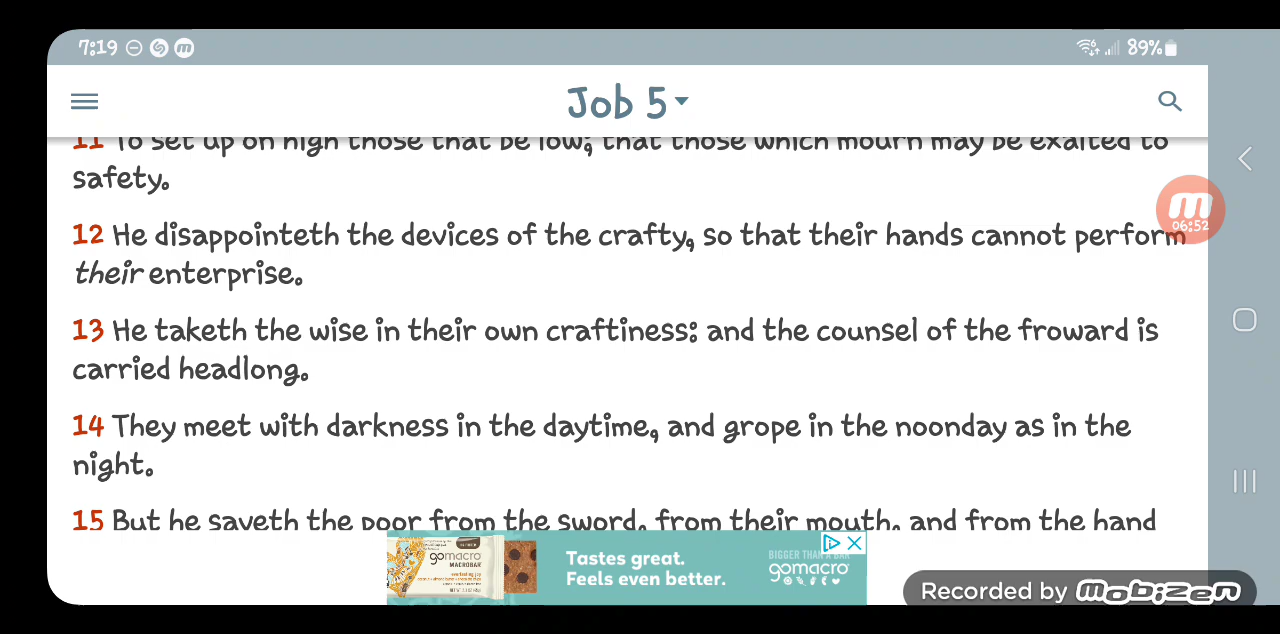 7:19
89%
Job 5
11 To set up on high those that be low; that those which mourn may be exalted to
safety.
m
06:52
12 He disappointeth the devices of the crafty, so that their hands cannot perform
their enterprise.
13 He taketh the wise in their own craftiness: and the counsel of the froward is
carried headlong.
14 They meet with darkness in the daytime, and grope in the noonday as in the
night.
15 But he saveth the poor from the sword, from their mouth, and from the hand
gomacro
MACROBAR
Tastes great.
Feels even better.
BIGGER THAN A BAR
gomacro
Recorded by mobizen